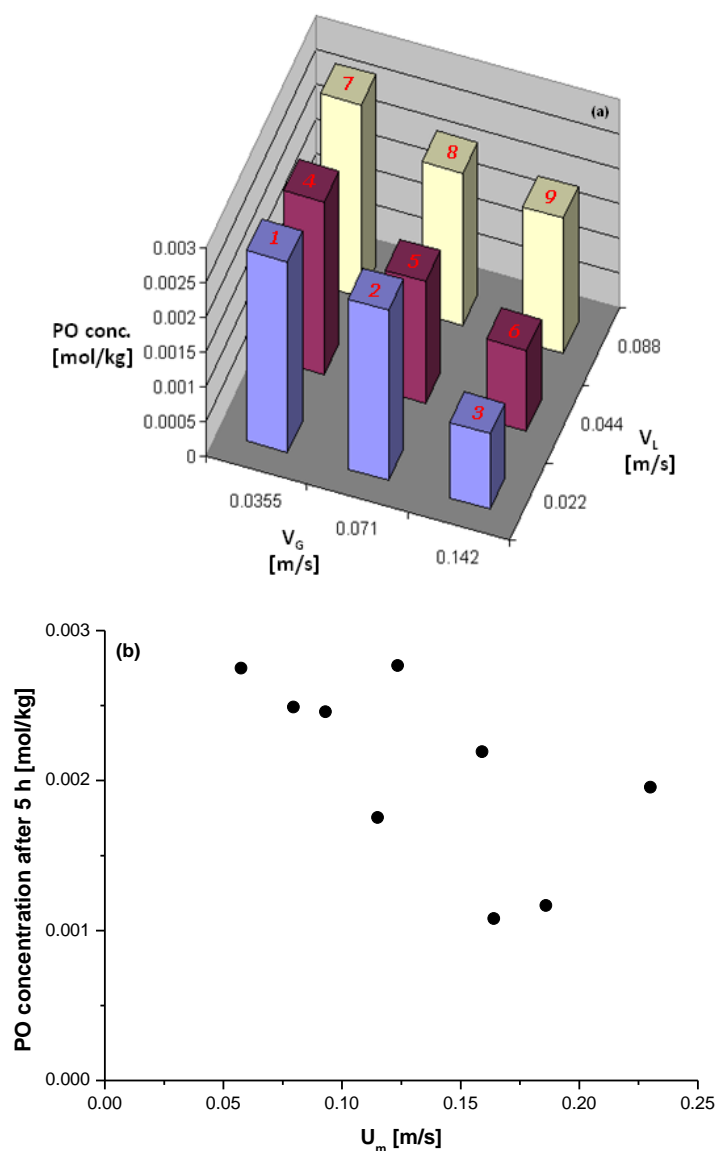 (a)
7
8
9
4
5
6
1
2
3
PO conc.
[mol/kg]
0.003
0.0025
0.002
0.0015
0.001
0.0005
0
0.0355
0.071
0.142
V_G
[m/s]
0.022
0.044
0.088
V_L
[m/s]
(b)
PO concentration after 5 h [mol/kg]
0.003
0.002
0.001
0.000
0.00 0.05 0.10 0.15 0.20 0.25
U_m [m/s]